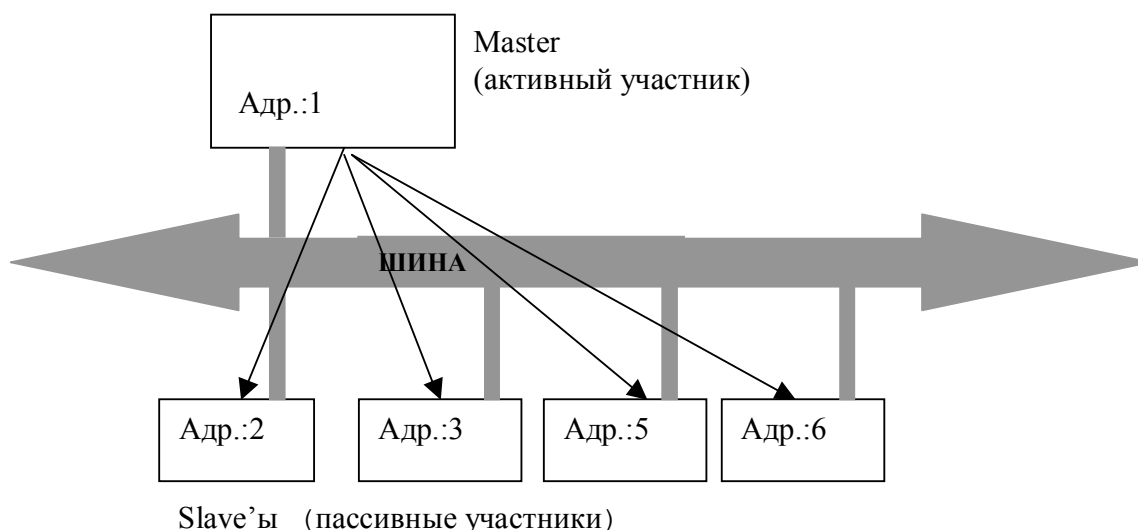 Master
(активный участник)
Адр.:1
ШИНА
Адр.:2
Адр.:3
Адр.:5
Адр.:6
Slave’ы (пассивные участники)